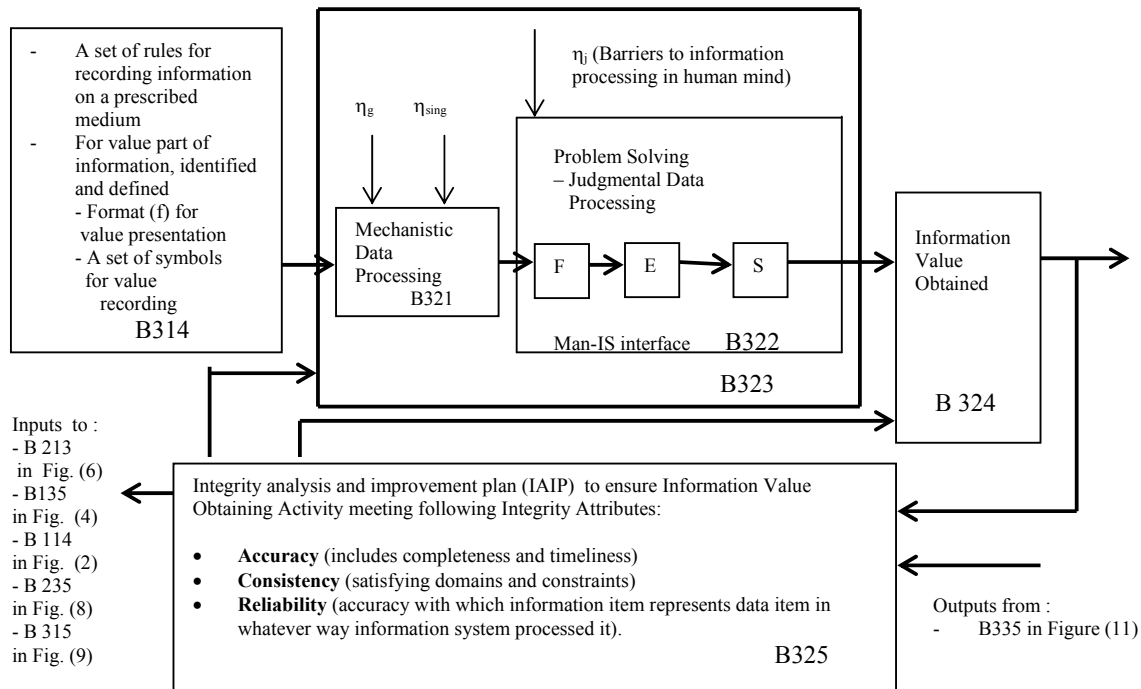 - A set of rules for
recording information
on a prescribed
medium
- For value part of
information, identified
and defined
- Format (f) for
value presentation
- A set of symbols
for value
recording
B314
ηj (Barriers to information
processing in human mind)
ηg ηsing
Mechanistic
Data
Processing
B321
Problem Solving
– Judgmental Data
Processing
F E S
Man-IS interface B322
B323
Information
Value
Obtained
B 324
Inputs to :
- B 213
in Fig. (6)
- B135
in Fig. (4)
- B 114
in Fig. (2)
- B 235
in Fig. (8)
- B 315
in Fig. (9)
Integrity analysis and improvement plan (IAIP) to ensure Information Value
Obtaining Activity meeting following Integrity Attributes:
• Accuracy (includes completeness and timeliness)
• Consistency (satisfying domains and constraints)
• Reliability (accuracy with which information item represents data item in
whatever way information system processed it).
B325
Outputs from :
- B335 in Figure (11)